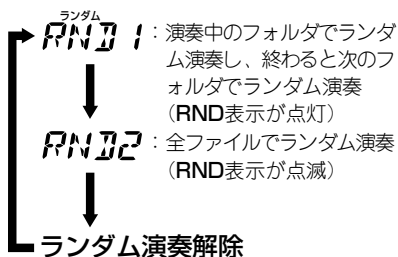 ランダム
RND1：演奏中のフォルダでランダ
ム演奏し、終わると次のフ
ォルダでランダム演奏
（RND表示が点灯）
RND2：全ファイルでランダム演奏
（RND表示が点滅）
ランダム演奏解除